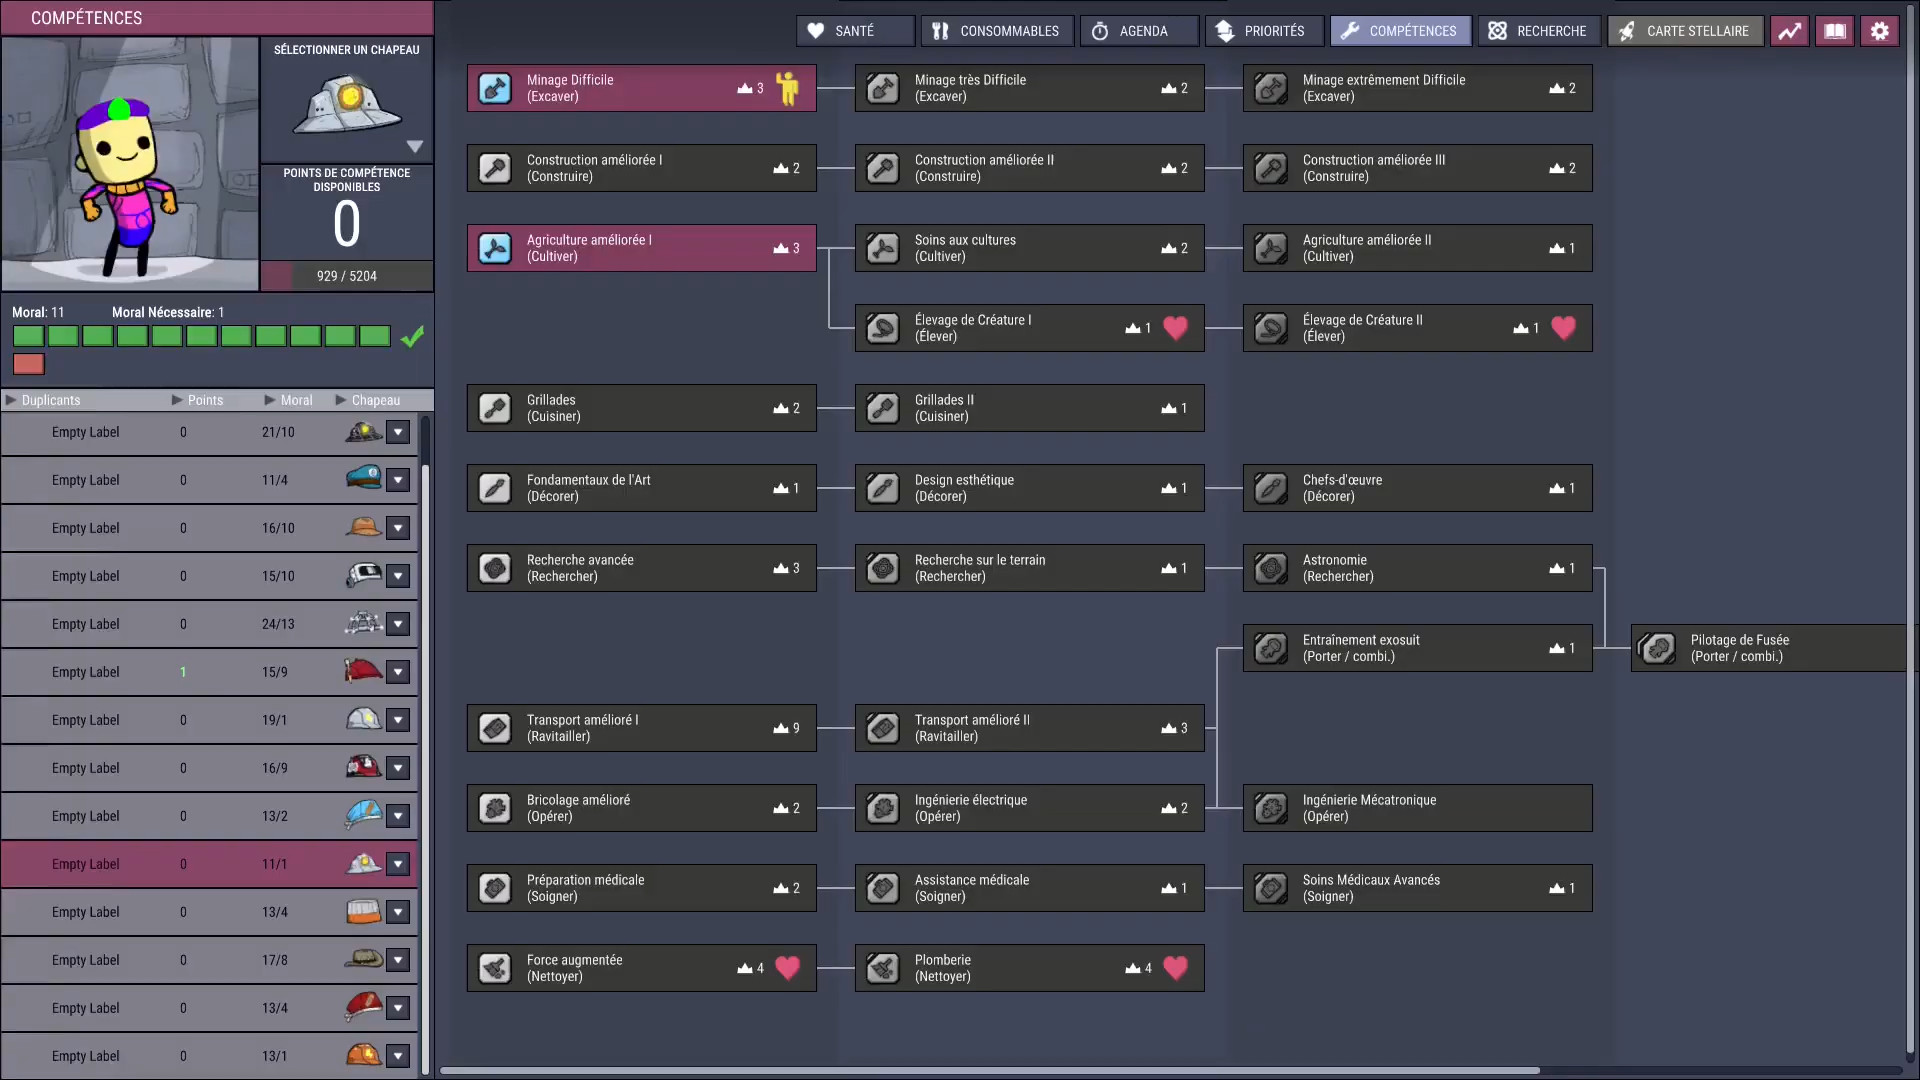 COMPÉTENCES
SANTÉ
CONSOMMABLES
AGENDA
PRIORITÉS
COMPÉTENCES
RECHERCHE
CARTE STELLAIRE
SÉLECTIONNER UN CHAPEAU
POINTS DE COMPÉTENCE
DISPONIBLES
0
929 / 5204
Moral: 11
Moral Nécessaire: 1
Duplicants
Points
Moral
Chapeau
Empty Label 0 21/10
Empty Label 0 11/4
Empty Label 0 16/10
Empty Label 0 15/10
Empty Label 0 24/13
Empty Label 1 15/9
Empty Label 0 19/1
Empty Label 0 16/9
Empty Label 0 13/2
Empty Label 0 11/1
Empty Label 0 13/4
Empty Label 0 17/8
Empty Label 0 13/4
Empty Label 0 13/1
Minage Difficile
(Excaver)
3
Minage très Difficile
(Excaver)
2
Minage extrêmement Difficile
(Excaver)
2
Construction améliorée I
(Construire)
2
Construction améliorée II
(Construire)
2
Construction améliorée III
(Construire)
2
Agriculture améliorée I
(Cultiver)
3
Soins aux cultures
(Cultiver)
2
Agriculture améliorée II
(Cultiver)
1
Élevage de Créature I
(Élever)
1
Élevage de Créature II
(Élever)
1
Grillades
(Cuisiner)
2
Grillades II
(Cuisiner)
1
Fondamentaux de l'Art
(Décorer)
1
Design esthétique
(Décorer)
1
Chefs-d'œuvre
(Décorer)
1
Recherche avancée
(Rechercher)
3
Recherche sur le terrain
(Rechercher)
1
Astronomie
(Rechercher)
1
Entraînement exosuit
(Porter / combi.)
1
Pilotage de Fusée
(Porter / combi.)
Transport amélioré I
(Ravitailler)
9
Transport amélioré II
(Ravitailler)
3
Bricolage amélioré
(Opérer)
2
Ingénierie électrique
(Opérer)
2
Ingénierie Mécatronique
(Opérer)
Préparation médicale
(Soigner)
2
Assistance médicale
(Soigner)
1
Soins Médicaux Avancés
(Soigner)
1
Force augmentée
(Nettoyer)
4
Plomberie
(Nettoyer)
4